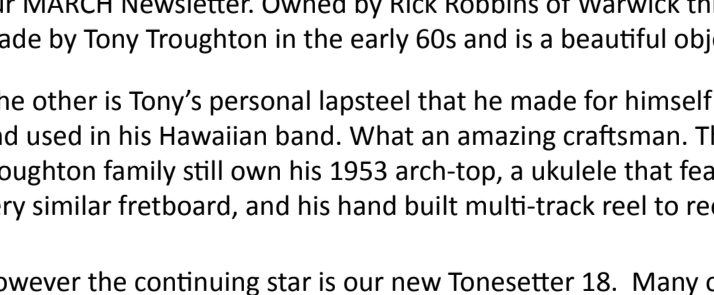 ur MARCH Newsletter. Owned by Rick Robbins of Warwick thi
ade by Tony Troughton in the early 60s and is a beautiful obje
he other is Tony's personal lapsteel that he made for himself
nd used in his Hawaiian band. What an amazing craftsman. Th
oughton family still own his 1953 arch-top, a ukulele that fea
ery similar fretboard, and his hand built multi-track reel to ree
owever the continuing star is our new Tonesetter 18. Many o